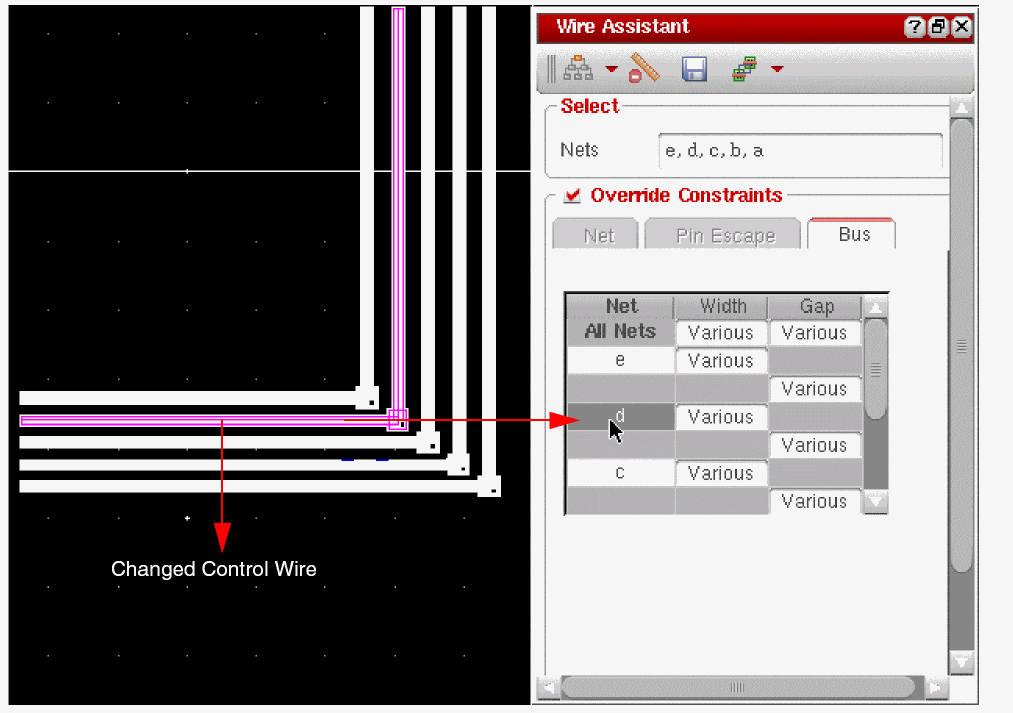 Wire Assistant
Select
Nets e, d, c, b, a
Override Constraints
Net Pin Escape Bus
Net Width Gap
All Nets Various Various
e Various
Various
d Various
Various
c Various
Various
Changed Control Wire